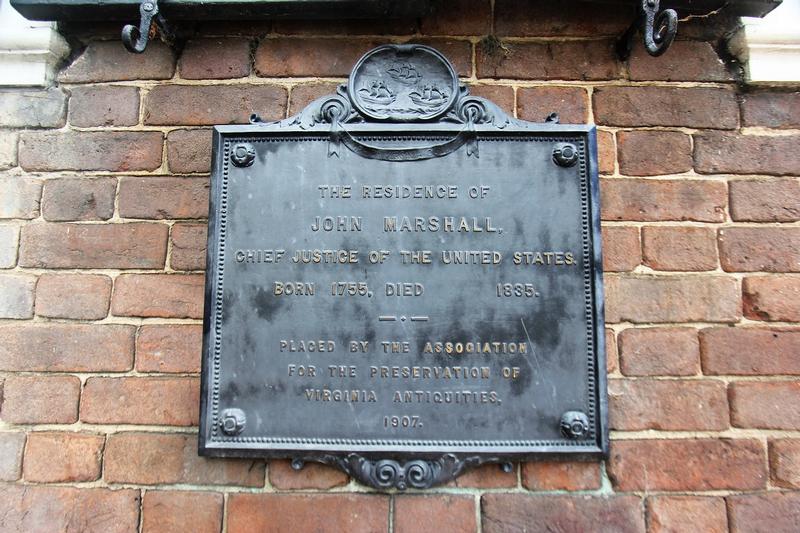 THE RESIDENCE OF
JOHN MARSHALL,
CHIEF JUSTICE OF THE UNITED STATES.
BORN 1755, DIED 1835.
PLACED BY THE ASSOCIATION
FOR THE PRESERVATION OF
VIRGINIA ANTIQUITIES.
1907.